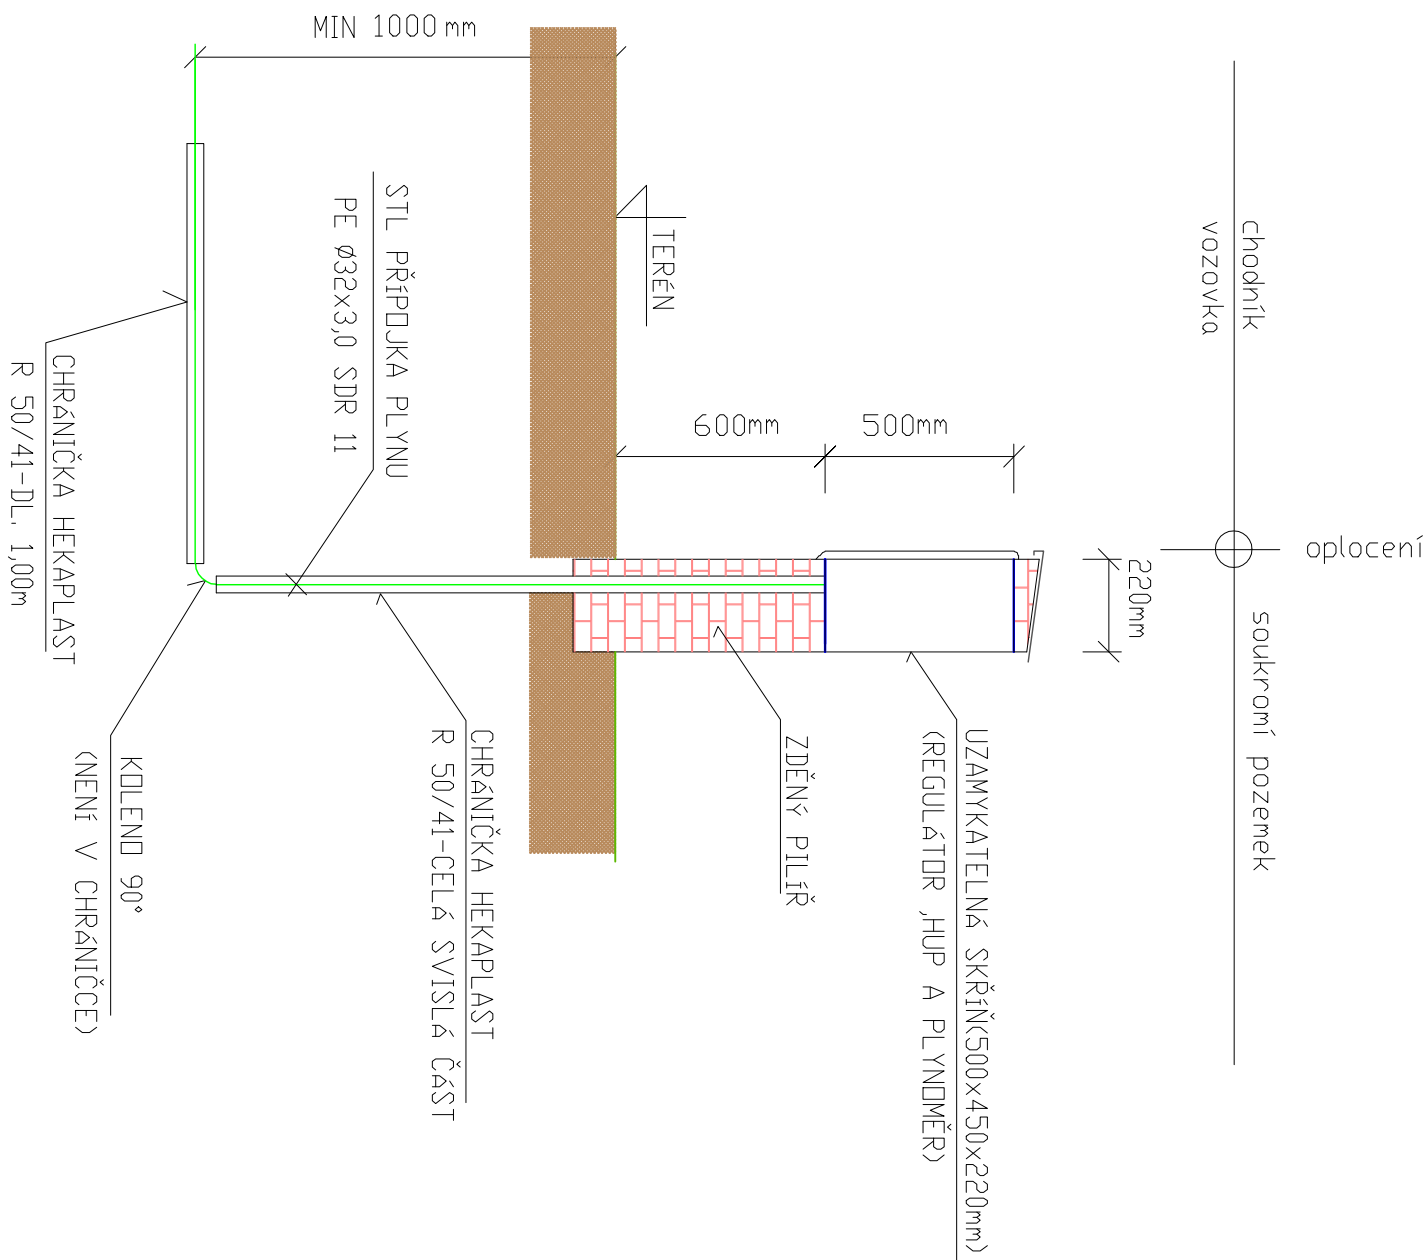 chodník
vozovka
oplocení
soukromí pozemek
220mm
500mm
600mm
MIN 1000 mm
TERÉN
UZAMYKATELNÁ SKŘÍŇ(500x450x220mm)
(REGULÁTOR ,HUP A PLYNOMĚR)
ZDĚNÝ PILÍŘ
STL PŘÍPOJKA PLYNU
PE Ø32x3,0 SDR 11
CHRÁNIČKA HEKAPLAST
R 50/41-CELÁ SVISLÁ ČÁST
CHRÁNIČKA HEKAPLAST
R 50/41-DL. 1,00m
KOLENO 90°
(NENÍ V CHRÁNIČCE)